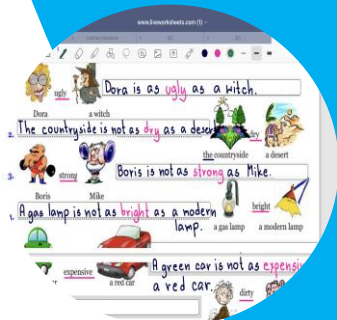 www.liveworksheets.com (1)
ugly
Dora is as ugly as a witch.
Dora
a witch
2. The countryside is not as dry as a desert
dry
the countryside
a desert
3.
strong
Boris is not as strong as Mike.
Boris
Mike
A gas lamp is not as bright as a modern
lamp.
bright
a gas lamp
a modern lamp
expensive
A green car is not as
a red car
a red car.
dirty